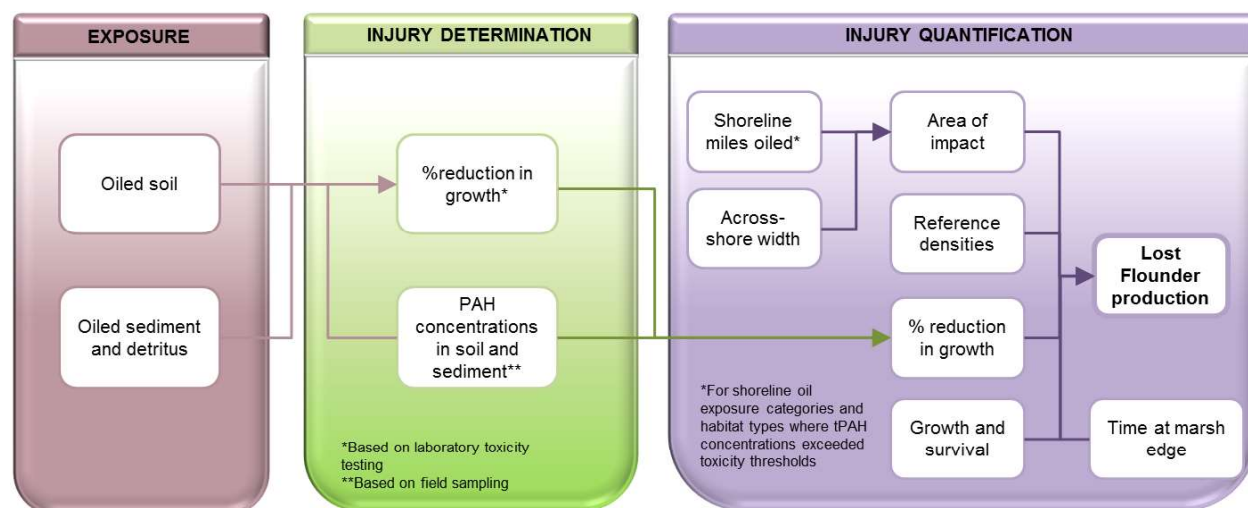 EXPOSURE
Oiled soil
Oiled sediment
and detritus
INJURY DETERMINATION
%reduction in
growth*
PAH
concentrations
in soil and
sediment**
*Based on laboratory toxicity
testing
**Based on field sampling
INJURY QUANTIFICATION
Shoreline
miles oiled*
Across-
shore width
*For shoreline oil
exposure categories and
habitat types where tPAH
concentrations exceeded
toxicity thresholds
Area of
impact
Reference
densities
% reduction
in growth
Growth and
survival
Lost
Flounder
production
Time at marsh
edge